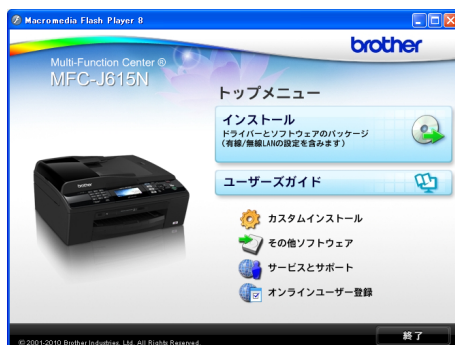 Macromedia Flash Player 8
brother
Multi-Function Center ®
MFC-J615N
トップメニュー
インストール
ドライバーとソフトウェアのパッケージ
(有線/無線LANの設定を含みます)
ユーザーズガイド
カスタムインストール
その他ソフトウェア
サービスとサポート
オンラインユーザー登録
© 2001-2010 Brother Industries, Ltd. All Rights Reserved.
終了